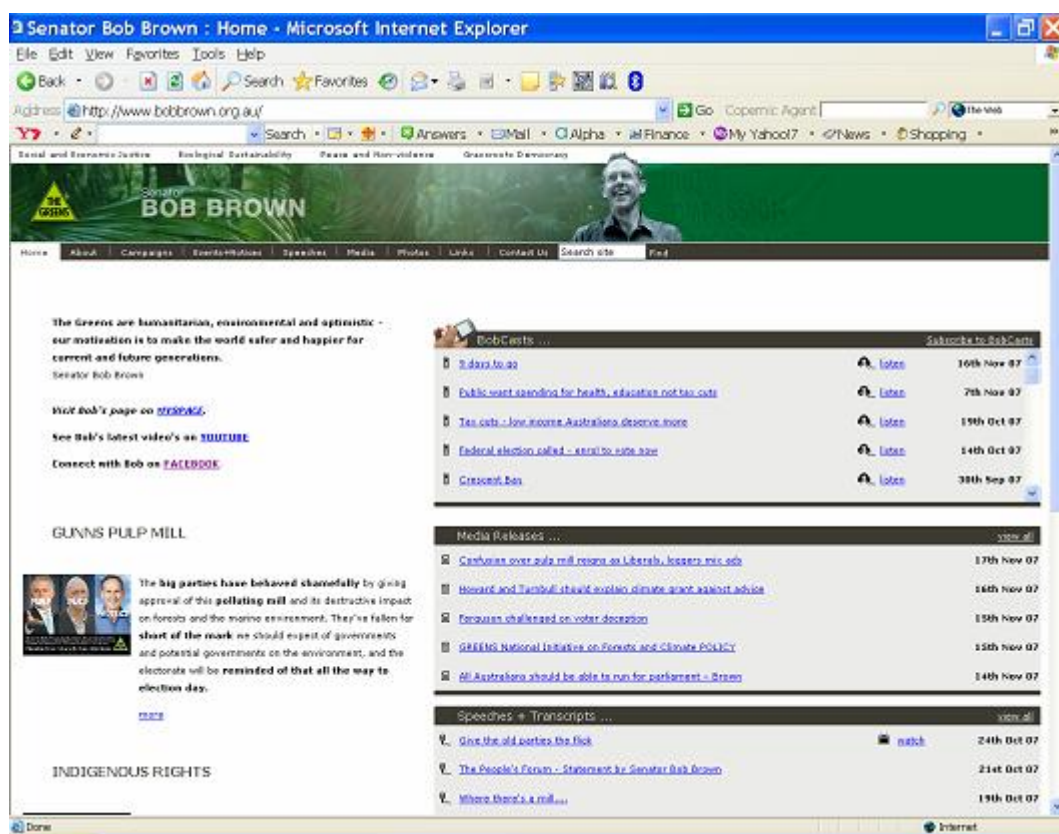 Senator Bob Brown : Home - Microsoft Internet Explorer
File Edit View Favorites Tools Help
Back Search Favorites
Address http://www.bobbrown.org.au/ Go Copernic Agent the Web
Search Answers Mail Alpha Finance My Yahoo!7 News Shopping
Social and Economic Justice Ecological Sustainability Peace and Non-violence Grassroots Democracy
THE GREENS
Senator
BOB BROWN
Home About Campaigns Events+Notices Speeches Media Photos Links Contact Us Search site Find
The Greens are humanitarian, environmental and optimistic -
our motivation is to make the world safer and happier for
current and future generations.
Senator Bob Brown
Visit Bob's page on MYSPACE.
See Bob's latest video's on YOUTUBE
Connect with Bob on FACEBOOK
GUNNS PULP MILL
The big parties have behaved shamefully by giving
approval of this polluting mill and its destructive impact
on forests and the marine environment. They've fallen far
short of the mark we should expect of governments
and potential governments on the environment, and the
electorate will be reminded of that all the way to
election day.
more
INDIGENOUS RIGHTS
BobCasts ... Subscribe to BobCasts
days to go listen 16th Nov 07
Public want spending for health, education not tax cuts listen 7th Nov 07
Tax cuts - low income Australians deserve more listen 19th Oct 07
Federal election called - enrol to vote now listen 14th Oct 07
Crescent Bay listen 30th Sep 07
Media Releases ... view all
Confusion over pulp mill reigns as Liberals, loggers mix ads 17th Nov 07
Howard and Turnbull should explain climate grant against advice 16th Nov 07
Ferguson challenged on voter deception 15th Nov 07
GREENS National Initiative on Forests and Climate POLICY 15th Nov 07
All Australians should be able to run for parliament - Brown 14th Nov 07
Speeches + Transcripts ... view all
Give the old parties the flick watch 24th Oct 07
The People's Forum - Statement by Senator Bob Brown 21st Oct 07
Where there's a mill.... 19th Oct 07
Done Internet